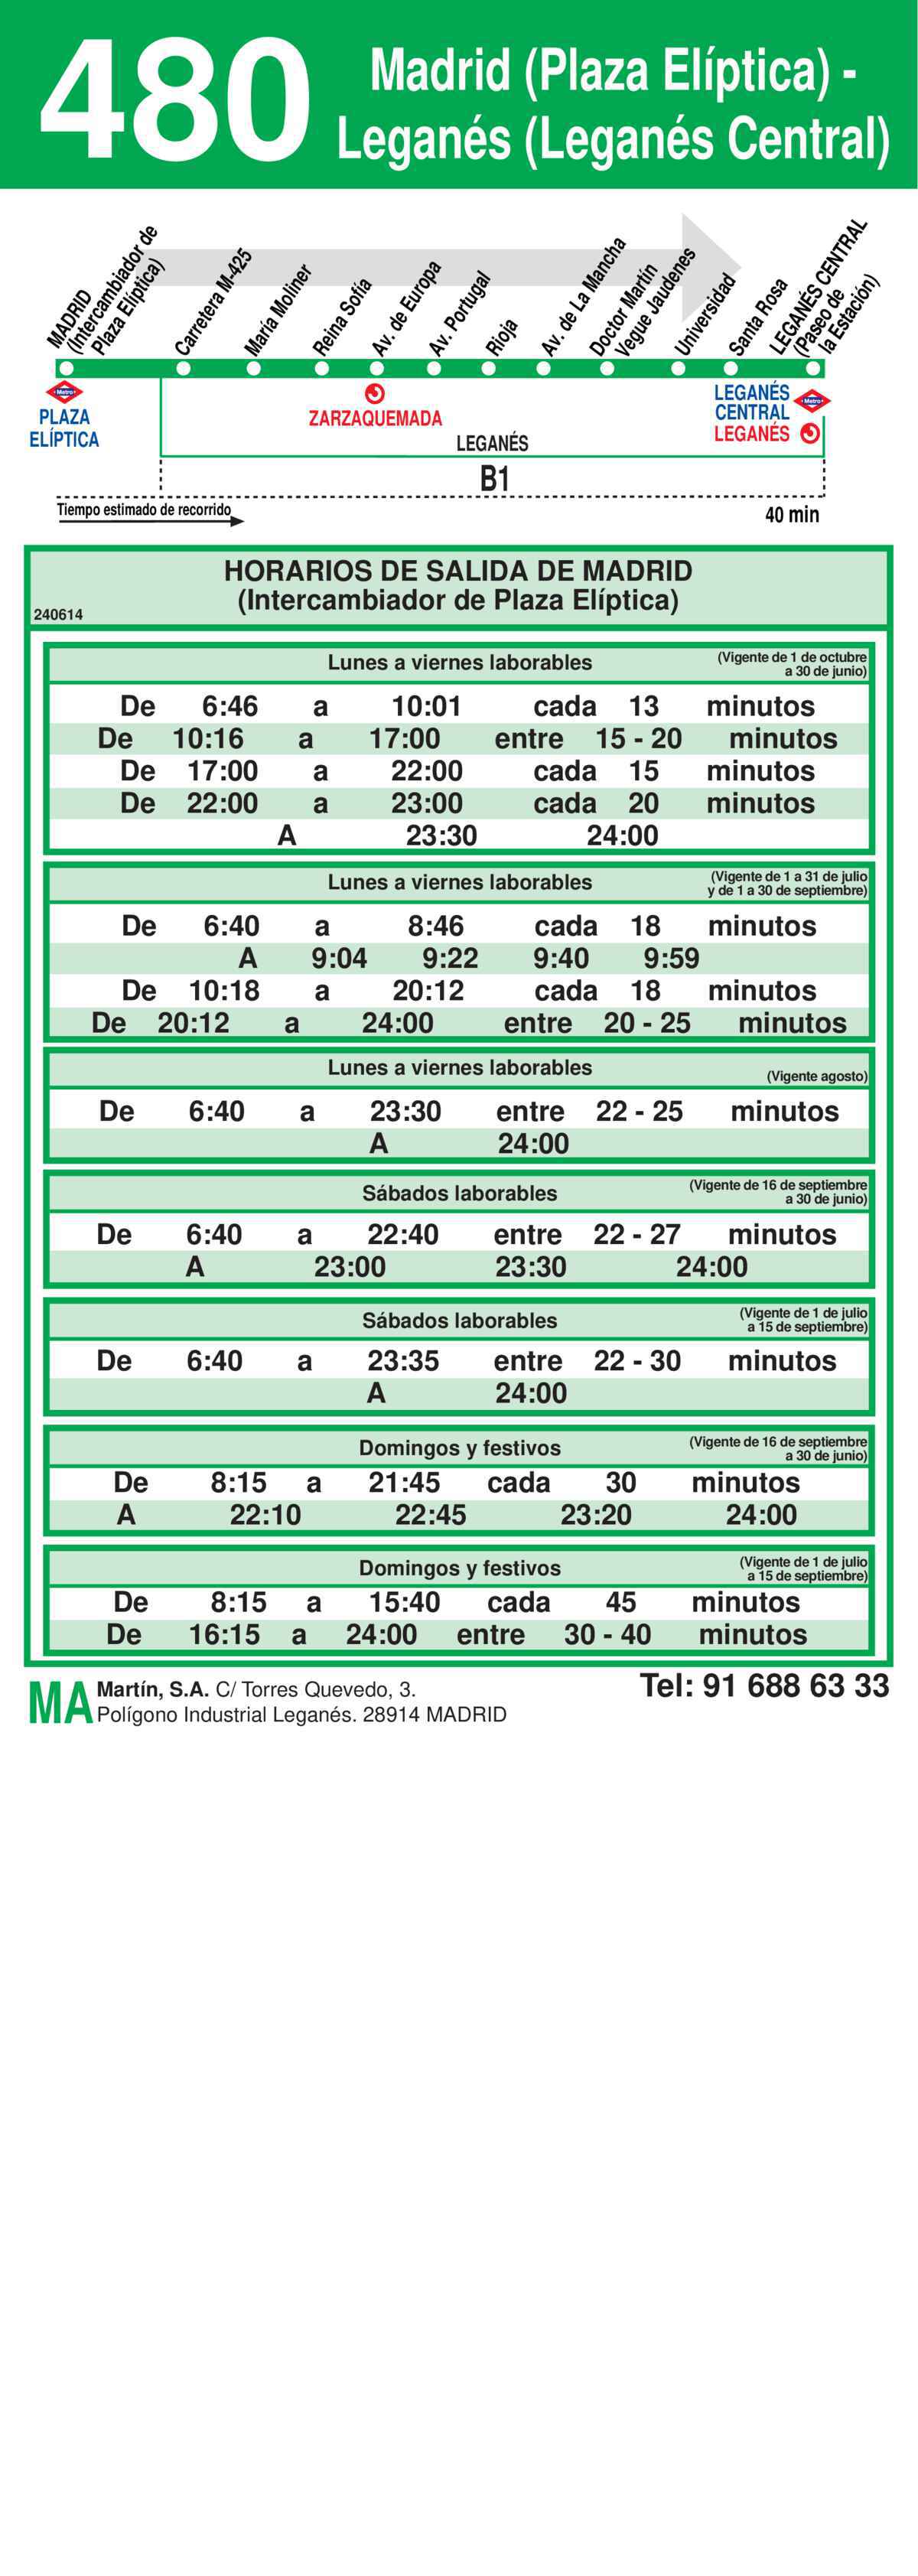 480
Madrid (Plaza Elíptica) -
Leganés (Leganés Central)
MADRID
(Intercambiador de
Plaza Elíptica)
Carretera M-425
María Moliner
Reina Sofía
Av. de Europa
Av. Portugal
Rioja
Av. de La Mancha
Doctor Martín
Vegue Jaudenes
Universidad
Santa Rosa
LEGANÉS CENTRAL
(Paseo de
la Estación)
Metro
PLAZA
ELÍPTICA
ZARZAQUEMADA
LEGANÉS
CENTRAL
Metro
LEGANÉS
LEGANÉS
B1
Tiempo estimado de recorrido
40 min
HORARIOS DE SALIDA DE MADRID
(Intercambiador de Plaza Elíptica)
240614
Lunes a viernes laborables
(Vigente de 1 de octubre
a 30 de junio)
De 6:46 a 10:01 cada 13 minutos
De 10:16 a 17:00 entre 15 - 20 minutos
De 17:00 a 22:00 cada 15 minutos
De 22:00 a 23:00 cada 20 minutos
A 23:30 24:00
Lunes a viernes laborables
(Vigente de 1 a 31 de julio
y de 1 a 30 de septiembre)
De 6:40 a 8:46 cada 18 minutos
A 9:04 9:22 9:40 9:59
De 10:18 a 20:12 cada 18 minutos
De 20:12 a 24:00 entre 20 - 25 minutos
Lunes a viernes laborables
(Vigente agosto)
De 6:40 a 23:30 entre 22 - 25 minutos
A 24:00
Sábados laborables
(Vigente de 16 de septiembre
a 30 de junio)
De 6:40 a 22:40 entre 22 - 27 minutos
A 23:00 23:30 24:00
Sábados laborables
(Vigente de 1 de julio
a 15 de septiembre)
De 6:40 a 23:35 entre 22 - 30 minutos
A 24:00
Domingos y festivos
(Vigente de 16 de septiembre
a 30 de junio)
De 8:15 a 21:45 cada 30 minutos
A 22:10 22:45 23:20 24:00
Domingos y festivos
(Vigente de 1 de julio
a 15 de septiembre)
De 8:15 a 15:40 cada 45 minutos
De 16:15 a 24:00 entre 30 - 40 minutos
MA
Martín, S.A. C/ Torres Quevedo, 3.
Polígono Industrial Leganés. 28914 MADRID
Tel: 91 688 63 33